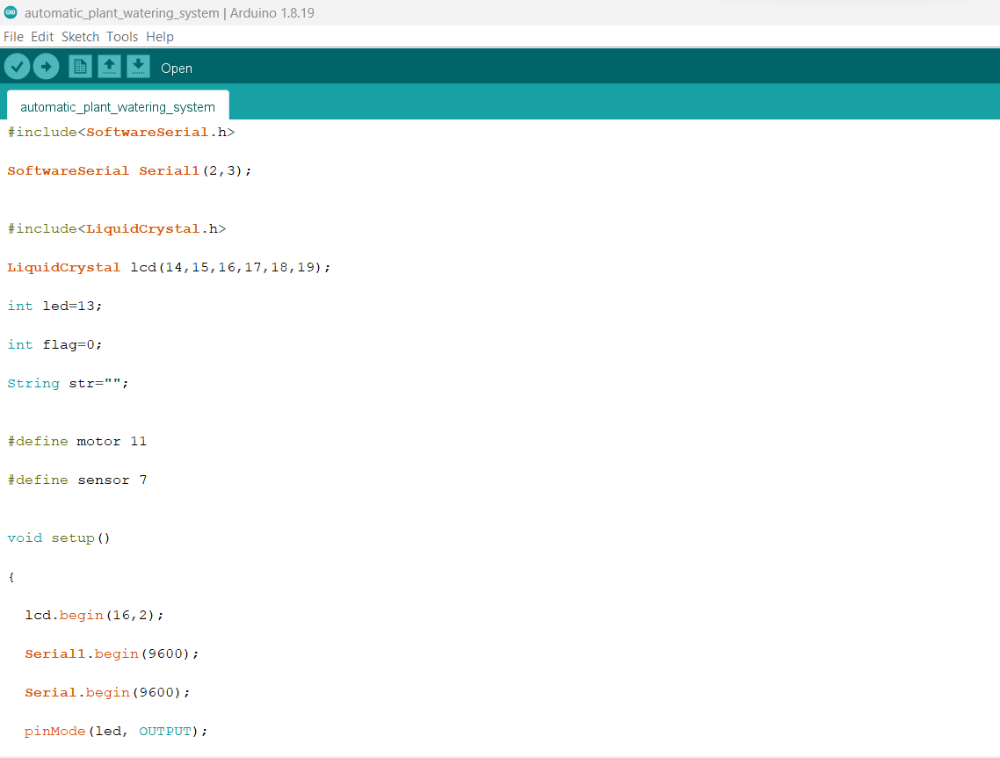 automatic_plant_watering_system | Arduino 1.8.19
File Edit Sketch Tools Help
Open
automatic_plant_watering_system
#include<SoftwareSerial.h>
SoftwareSerial Serial1(2,3);
#include<LiquidCrystal.h>
LiquidCrystal lcd(14,15,16,17,18,19);
int led=13;
int flag=0;
String str="";
#define motor 11
#define sensor 7
void setup()
{
  lcd.begin(16,2);
  Serial1.begin(9600);
  Serial.begin(9600);
  pinMode(led, OUTPUT);